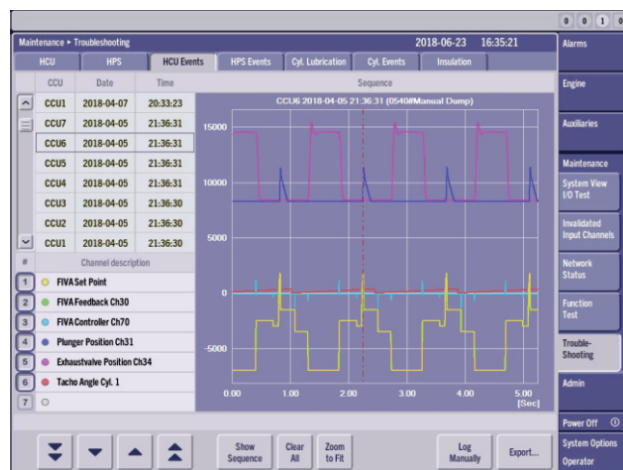 0 0 1 0
Maintenance ▸ Troubleshooting 2018-06-23 16:35:21
HCU HPS HCU Events HPS Events Cyl. Lubrication Cyl. Events Insulation
CCU Date Time Sequence
CCU1 2018-04-07 20:33:23
CCU7 2018-04-05 21:36:31
CCU6 2018-04-05 21:36:31
CCU5 2018-04-05 21:36:31
CCU4 2018-04-05 21:36:31
CCU3 2018-04-05 21:36:30
CCU2 2018-04-05 21:36:30
CCU1 2018-04-05 21:36:30
# Channel description
1 FIVA Set Point
2 FIVA Feedback Ch30
3 FIVA Controller Ch70
4 Plunger Position Ch31
5 Exhaustvalve Position Ch34
6 Tacho Angle Cyl. 1
7
CCU6 2018-04-05 21:36:31 (0540#Manual Dump)
15000
10000
5000
0
-5000
0.00 1.00 2.00 3.00 4.00 5.00
[Sec]
Show Sequence
Clear All
Zoom to Fit
Log Manually
Export...
Alarms
Engine
Auxiliaries
Maintenance
System View
I/O Test
Invalidated
Input Channels
Network
Status
Function
Test
Trouble-
Shooting
Admin
Power Off
System Options
Operator